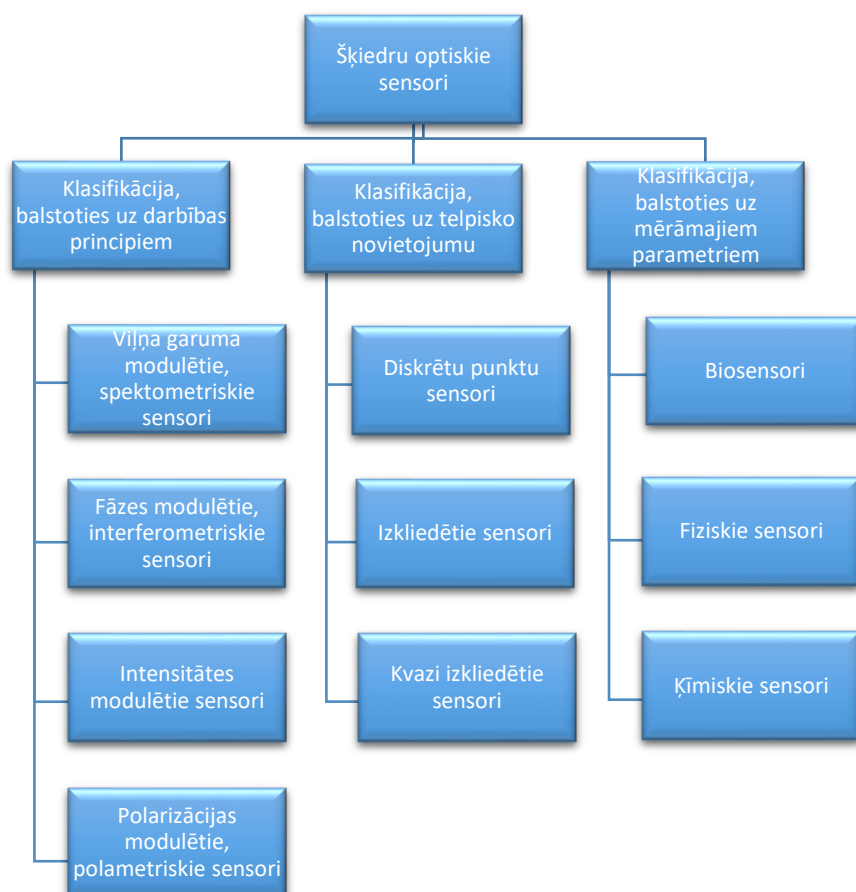 Šķiedru optiskie
sensori
Klasifikācija,
balstoties uz darbības
principiem
Viļņa garuma
modulētie,
spektometriskie
sensori
Fāzes modulētie,
interferometriskie
sensori
Intensitātes
modulētie sensori
Polarizācijas
modulētie,
polametriskie sensori
Klasifikācija,
balstoties uz telpisko
novietojumu
Diskrētu punktu
sensori
Izkliedētie sensori
Kvazi izkliedētie
sensori
Klasifikācija,
balstoties uz
mērāmajiem
parametriem
Biosensori
Fiziskie sensori
Ķīmiskie sensori